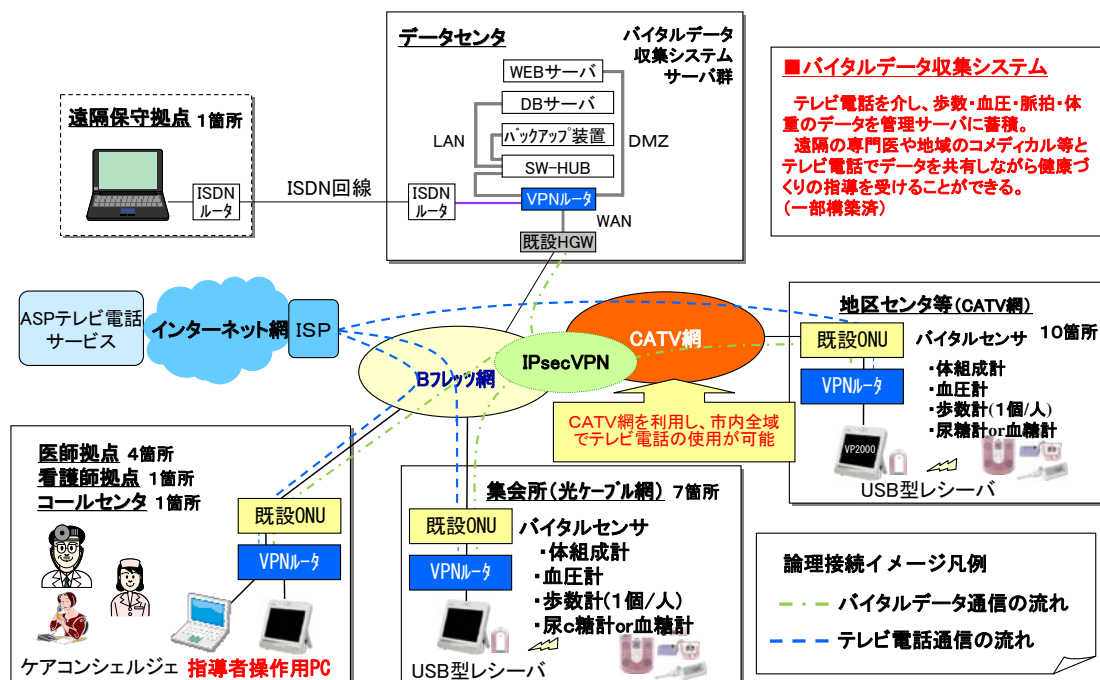 データセンタ
バイタルデータ
収集システム
サーバ群
WEBサーバ
DBサーバ
バックアップ装置
SW-HUB
LAN
DMZ
VPNルータ
WAN
既設HGW
ISDN
ルータ
ISDN回線
遠隔保守拠点 1箇所
ISDN
ルータ
■バイタルデータ収集システム
テレビ電話を介し、歩数・血圧・脈拍・体
重のデータを管理サーバに蓄積。
遠隔の専門医や地域のコメディカル等と
テレビ電話でデータを共有しながら健康づ
くりの指導を受けることができる。
(一部構築済)
ASPテレビ電話
サービス
インターネット網
ISP
Bフレッツ網
IPsecVPN
CATV網
CATV網を利用し、市内全域
でテレビ電話の使用が可能
地区センタ等(CATV網)
10箇所
既設ONU
VPNルータ
バイタルセンサ
・体組成計
・血圧計
・歩数計(1個/人)
・尿糖計or血糖計
VP2000
USB型レシーバ
医師拠点 4箇所
看護師拠点 1箇所
コールセンタ 1箇所
既設ONU
VPNルータ
ケアコンシェルジェ
指導者操作用PC
集会所(光ケーブル網) 7箇所
既設ONU
VPNルータ
バイタルセンサ
・体組成計
・血圧計
・歩数計(1個/人)
・尿c糖計or血糖計
USB型レシーバ
論理接続イメージ凡例
バイタルデータ通信の流れ
テレビ電話通信の流れ